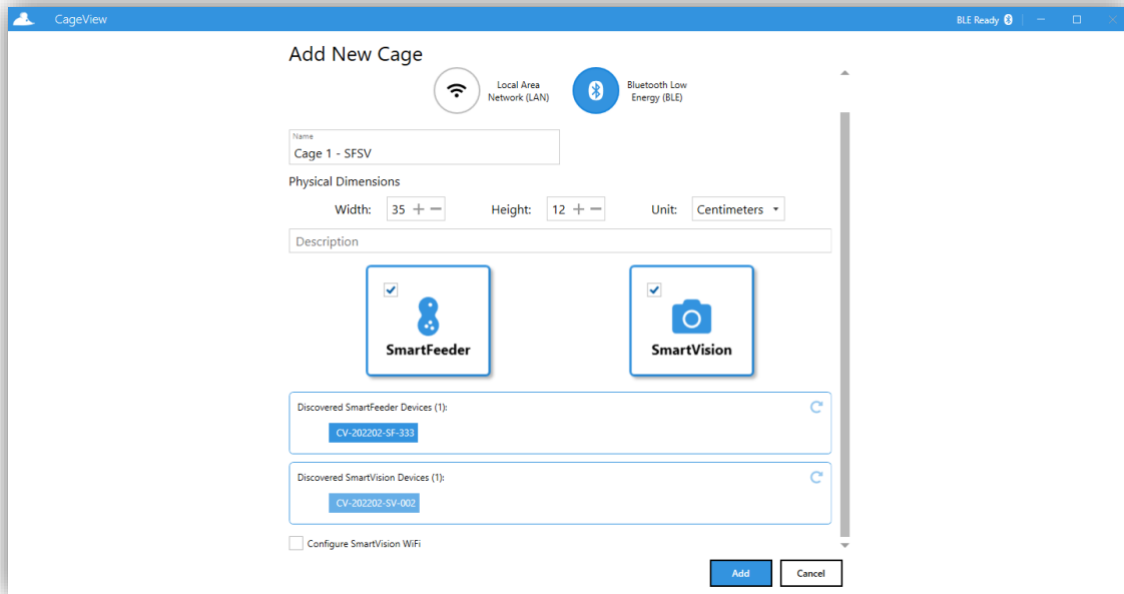 CageView
BLE Ready
Add New Cage
Local Area
Network (LAN)
Bluetooth Low
Energy (BLE)
Name
Cage 1 - SFSV
Physical Dimensions
Width: 35 Height: 12 Unit: Centimeters
Description
SmartFeeder
SmartVision
Discovered SmartFeeder Devices (1):
CV-202202-SF-333
Discovered SmartVision Devices (1):
CV-202202-SV-002
Configure SmartVision WiFi
Add
Cancel